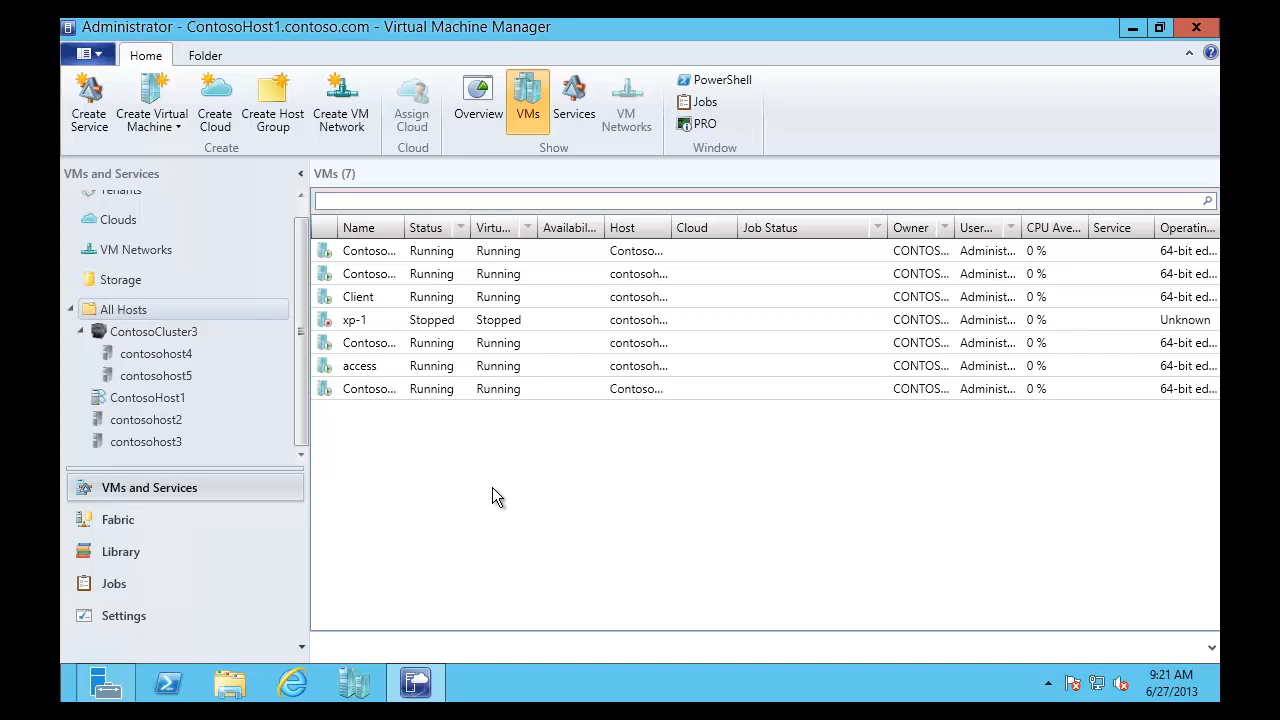 Administrator - ContosoHost1.contoso.com - Virtual Machine Manager
Home Folder
Create Service
Create Virtual Machine
Create Cloud
Create Host Group
Create VM Network
Assign Cloud
Overview
VMs
Services
VM Networks
PowerShell
Jobs
PRO
Create Cloud Show Window
VMs and Services
Tenants
Clouds
VM Networks
Storage
All Hosts
ContosoCluster3
contosohost4
contosohost5
ContosoHost1
contosohost2
contosohost3
VMs and Services
Fabric
Library
Jobs
Settings
VMs (7)
Name Status Virtu... Availabil... Host Cloud Job Status Owner User... CPU Ave... Service Operatin...
Contoso... Running Running Contoso... CONTOS... Administ... 0 % 64-bit ed...
Contoso... Running Running contosoh... CONTOS... Administ... 0 % 64-bit ed...
Client Running Running contosoh... CONTOS... Administ... 0 % 64-bit ed...
xp-1 Stopped Stopped contosoh... CONTOS... Administ... 0 % Unknown
Contoso... Running Running contosoh... CONTOS... Administ... 0 % 64-bit ed...
access Running Running contosoh... CONTOS... Administ... 0 % 64-bit ed...
Contoso... Running Running Contoso... CONTOS... Administ... 0 % 64-bit ed...
9:21 AM
6/27/2013